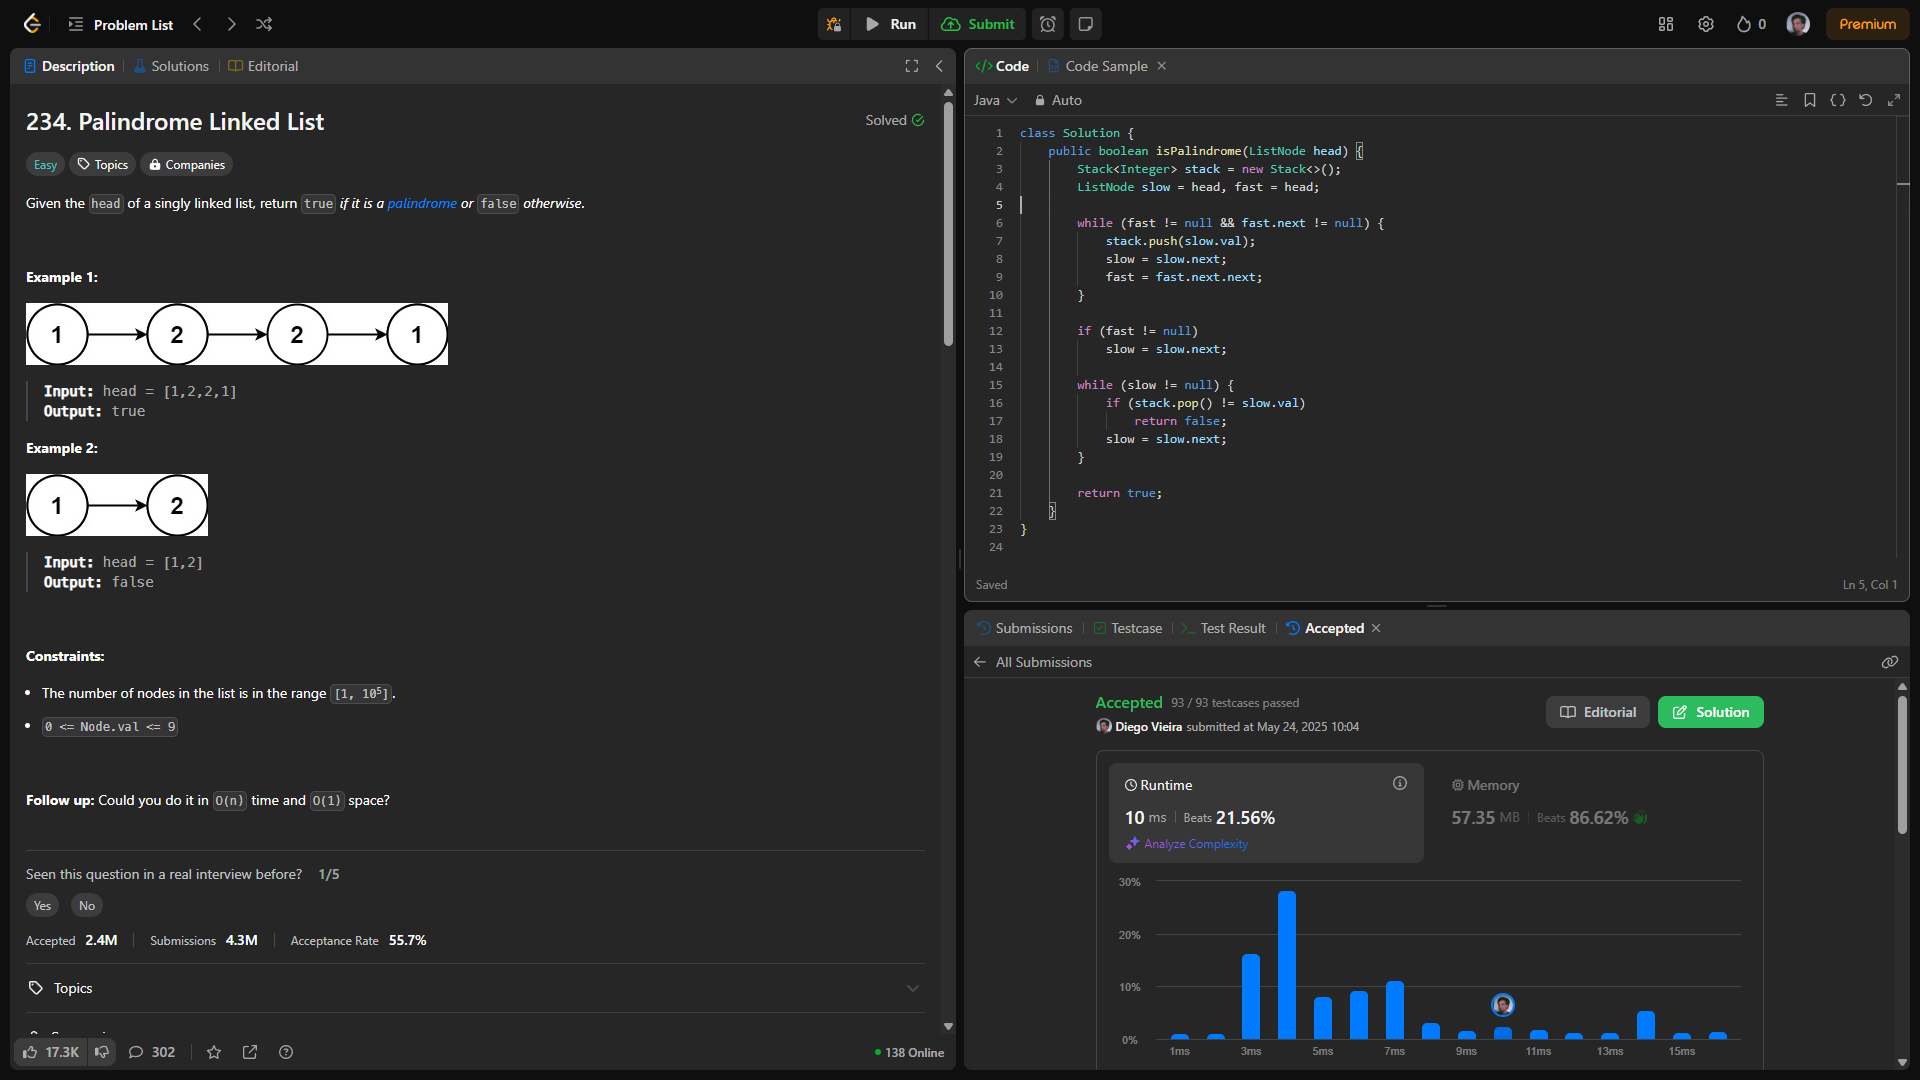 Problem List
Run
Submit
0
Premium
Description
Solutions
Editorial
234. Palindrome Linked List
Solved
Easy
Topics
Companies
Given the head of a singly linked list, return true if it is a palindrome or false otherwise.
Example 1:
1 2 2 1
Input: head = [1,2,2,1]
Output: true
Example 2:
1 2
Input: head = [1,2]
Output: false
Constraints:
• The number of nodes in the list is in the range [1, 10⁵].
• 0 <= Node.val <= 9
Follow up: Could you do it in O(n) time and O(1) space?
Seen this question in a real interview before? 1/5
Yes
No
Accepted 2.4M
Submissions 4.3M
Acceptance Rate 55.7%
Topics
17.3K
302
138 Online
</> Code
Code Sample
Java
Auto
1 class Solution {
2     public boolean isPalindrome(ListNode head) {
3         Stack<Integer> stack = new Stack<>();
4         ListNode slow = head, fast = head;
5
6         while (fast != null && fast.next != null) {
7             stack.push(slow.val);
8             slow = slow.next;
9             fast = fast.next.next;
10         }
11
12         if (fast != null)
13             slow = slow.next;
14
15         while (slow != null) {
16             if (stack.pop() != slow.val)
17                 return false;
18             slow = slow.next;
19         }
20
21         return true;
22     }
23 }
24
Saved
Ln 5, Col 1
Submissions
Testcase
Test Result
Accepted
All Submissions
Accepted 93 / 93 testcases passed
Diego Vieira submitted at May 24, 2025 10:04
Editorial
Solution
Runtime
10 ms
Beats 21.56%
Analyze Complexity
Memory
57.35 MB
Beats 86.62%
30%
20%
10%
0%
1ms 3ms 5ms 7ms 9ms 11ms 13ms 15ms